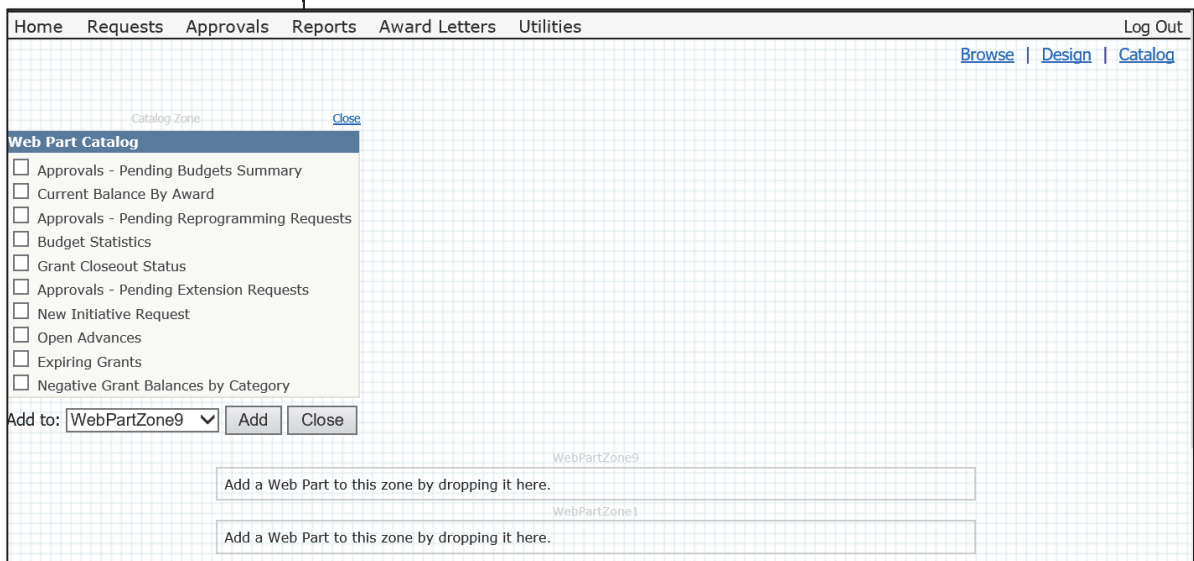 Home Requests Approvals Reports Award Letters Utilities Log Out
Browse | Design | Catalog
Catalog Zone Close
Web Part Catalog
Approvals - Pending Budgets Summary
Current Balance By Award
Approvals - Pending Reprogramming Requests
Budget Statistics
Grant Closeout Status
Approvals - Pending Extension Requests
New Initiative Request
Open Advances
Expiring Grants
Negative Grant Balances by Category
Add to: WebPartZone9 Add Close
WebPartZone9
Add a Web Part to this zone by dropping it here.
WebPartZone1
Add a Web Part to this zone by dropping it here.